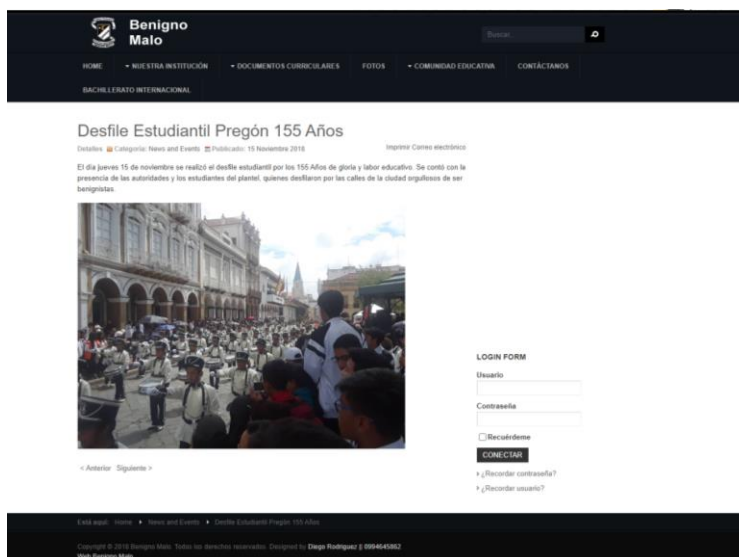 Benigno
Malo
Buscar...
HOME
NUESTRA INSTITUCIÓN
DOCUMENTOS CURRICULARES
FOTOS
COMUNIDAD EDUCATIVA
CONTÁCTANOS
BACHILLERATO INTERNACIONAL
Desfile Estudiantil Pregón 155 Años
Detalles Categoría: News and Events Publicado: 15 Noviembre 2018
Imprimir Correo electrónico
El día jueves 15 de noviembre se realizó el desfile estudiantil por los 155 Años de gloria y labor educativo. Se contó con la
presencia de las autoridades y los estudiantes del plantel, quienes desfilaron por las calles de la ciudad orgullosos de ser
benignistas.
LOGIN FORM
Usuario
Contraseña
Recuérdeme
CONECTAR
¿Recordar contraseña?
¿Recordar usuario?
< Anterior Siguiente >
Está aquí: Home News and Events Desfile Estudiantil Pregón 155 Años
Copyright © 2018 Benigno Malo. Todos los derechos reservados. Designed by Diego Rodriguez || 0994645862
Web Benigno Malo